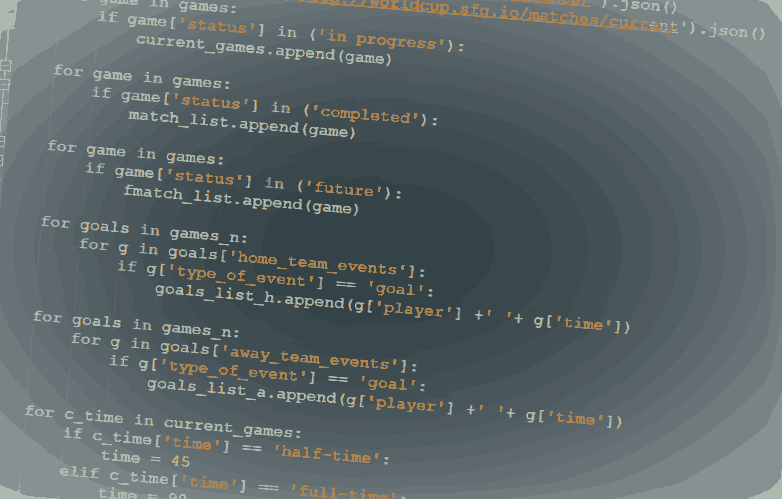 ').json()
://worldcup.sfg.io/matches/current').json()
game in games:
if game['status'] in ('in progress'):
current_games.append(game)
for game in games:
if game['status'] in ('completed'):
match_list.append(game)
for game in games:
if game['status'] in ('future'):
fmatch_list.append(game)
for goals in games_n:
for g in goals['home_team_events']:
if g['type_of_event'] == 'goal':
goals_list_h.append(g['player'] +' '+ g['time'])
for goals in games_n:
for g in goals['away_team_events']:
if g['type_of_event'] == 'goal':
goals_list_a.append(g['player'] +' '+ g['time'])
for c_time in current_games:
if c_time['time'] == 'half-time':
time = 45
elif c_time['time'] == 'full-time':
time = 90